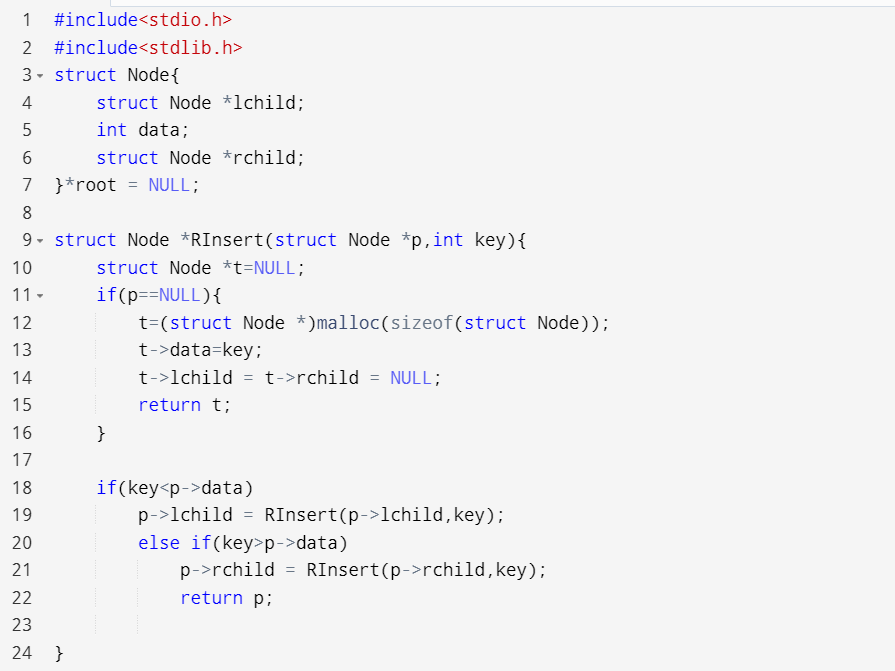 1 #include<stdio.h>
2 #include<stdlib.h>
3 struct Node{
4     struct Node *lchild;
5     int data;
6     struct Node *rchild;
7 }*root = NULL;
8
9 struct Node *RInsert(struct Node *p,int key){
10     struct Node *t=NULL;
11     if(p==NULL){
12         t=(struct Node *)malloc(sizeof(struct Node));
13         t->data=key;
14         t->lchild = t->rchild = NULL;
15         return t;
16     }
17
18     if(key<p->data)
19         p->lchild = RInsert(p->lchild,key);
20         else if(key>p->data)
21             p->rchild = RInsert(p->rchild,key);
22             return p;
23
24 }